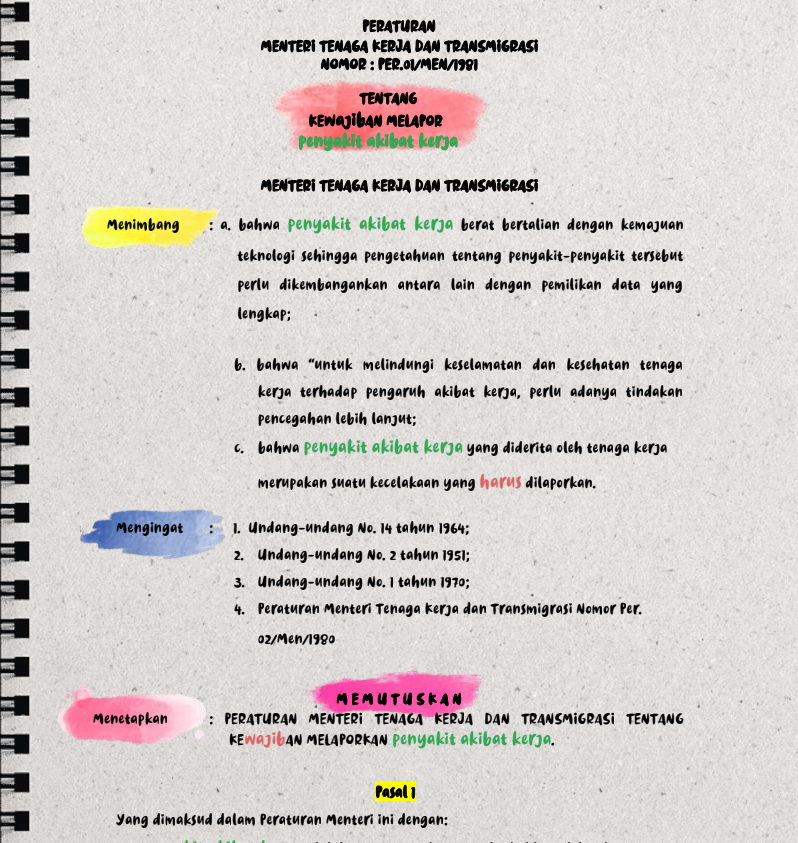 PERATURAN
MENTERI TENAGA KERJA DAN TRANSMIGRASI
NOMOR : PER.01/MEN/1981
TENTANG
KEWAJIBAN MELAPOR
penyakit akibat kerja
MENTERI TENAGA KERJA DAN TRANSMIGRASI
Menimbang : a. bahwa penyakit akibat kerja berat bertalian dengan kemajuan
teknologi sehingga pengetahuan tentang penyakit-penyakit tersebut
perlu dikembangankan antara lain dengan pemilikan data yang
lengkap;
b. bahwa "untuk melindungi keselamatan dan kesehatan tenaga
kerja terhadap pengaruh akibat kerja, perlu adanya tindakan
pencegahan lebih lanjut;
c. bahwa penyakit akibat kerja yang diderita oleh tenaga kerja
merupakan suatu kecelakaan yang harus dilaporkan.
Mengingat : 1. Undang-undang No. 14 tahun 1964;
2. Undang-undang No. 2 tahun 1951;
3. Undang-undang No. 1 tahun 1970;
4. Peraturan Menteri Tenaga Kerja dan Transmigrasi Nomor Per.
02/Men/1980
MEMUTUSKAN
Menetapkan : PERATURAN MENTERI TENAGA KERJA DAN TRANSMIGRASI TENTANG
KEwajibAN MELAPORKAN penyakit akibat kerja.
Pasal 1
Yang dimaksud dalam Peraturan Menteri ini dengan: